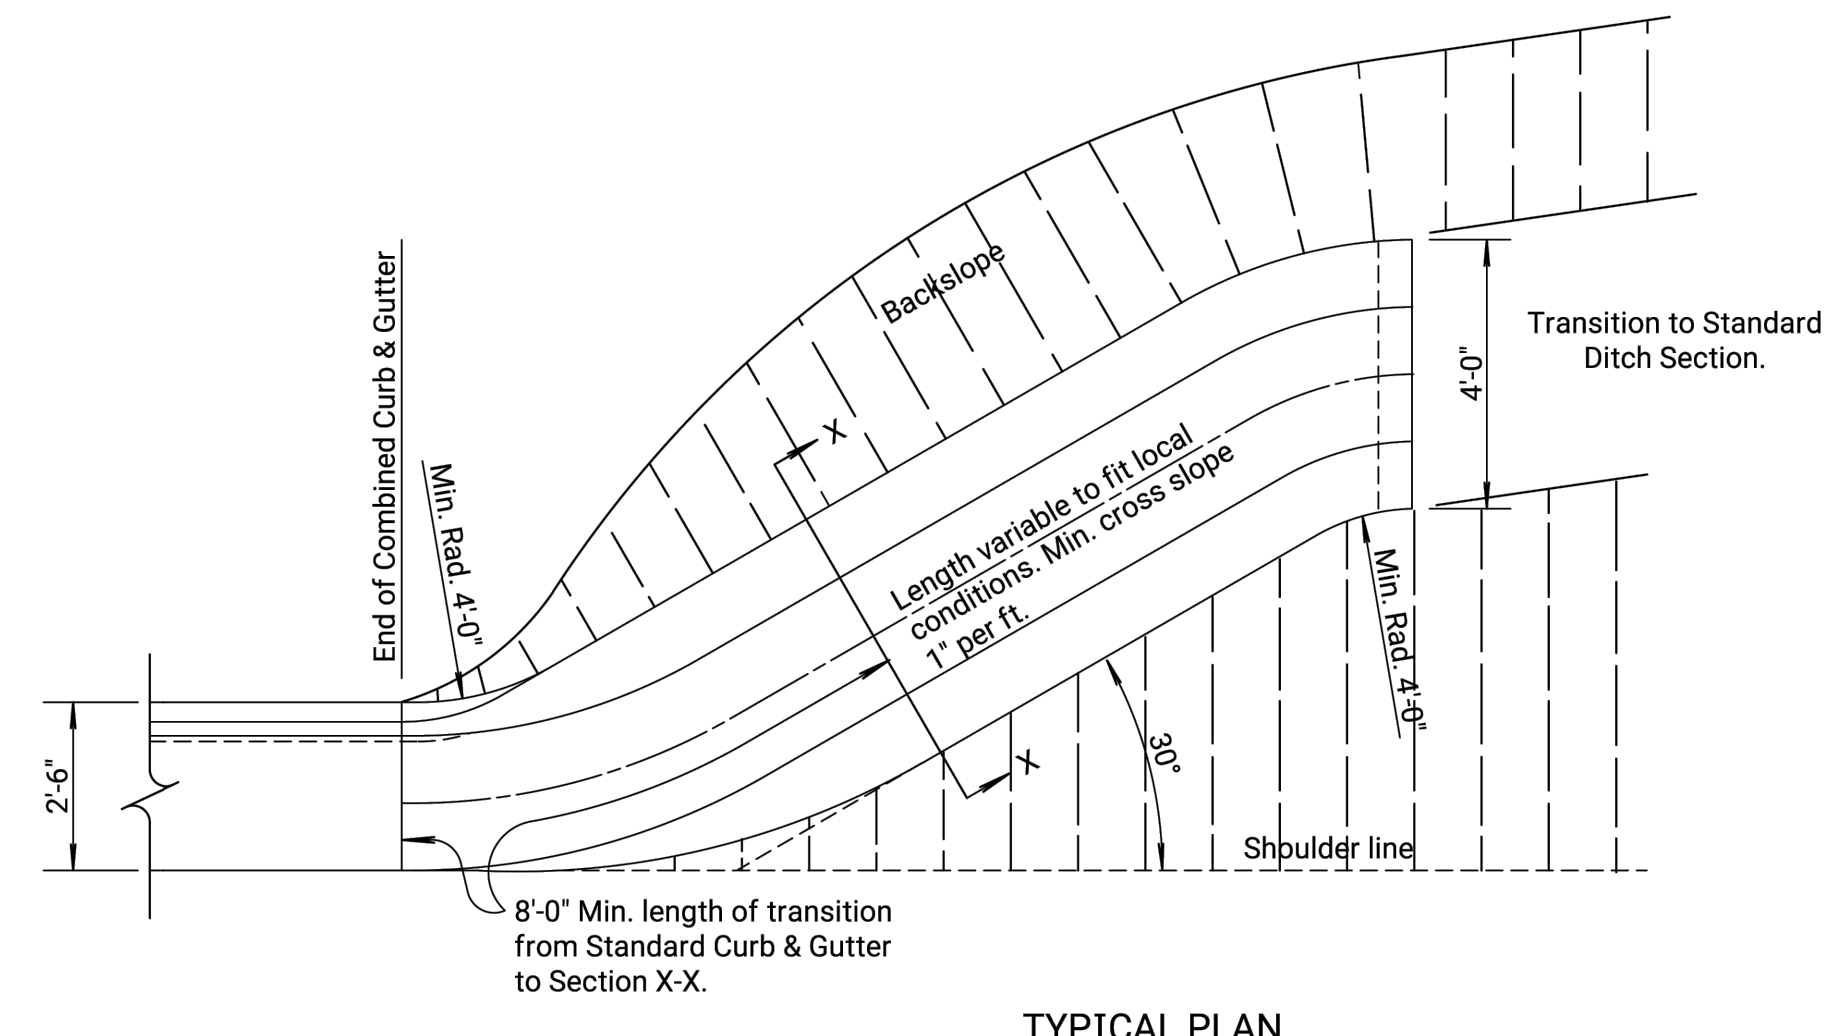 Backslope
End of Combined Curb & Gutter
Min. Rad. 4'-0"
X
Length variable to fit local
conditions. Min. cross slope
1" per ft.
4'-0"
Transition to Standard
Ditch Section.
Min. Rad. 4'-0"
2'-6"
X
30°
Shoulder line
8'-0" Min. length of transition
from Standard Curb & Gutter
to Section X-X.
TYPICAL PLAN